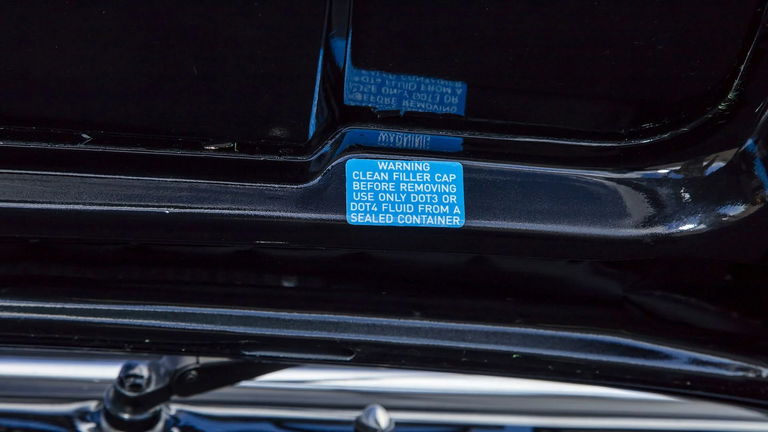 WARNING
CLEAN FILLER CAP
BEFORE REMOVING
USE ONLY DOT3 OR
DOT4 FLUID FROM A
SEALED CONTAINER